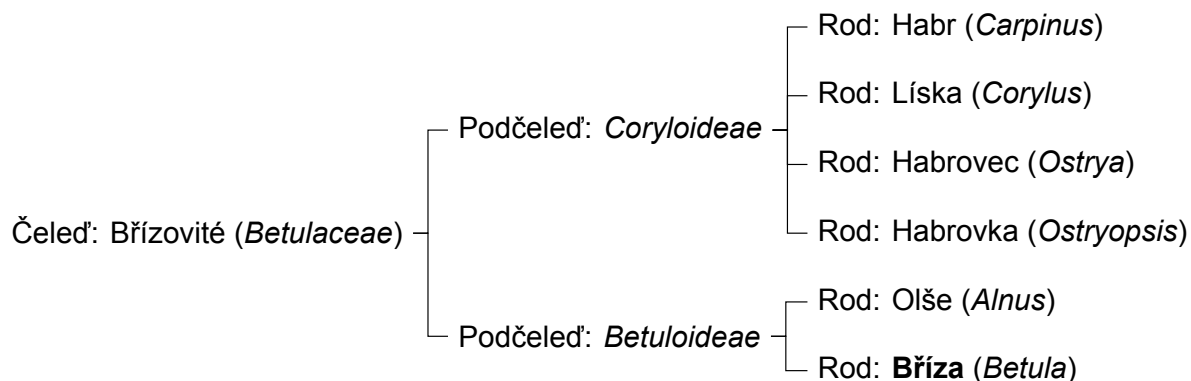 Rod: Habr (Carpinus)
Rod: Líska (Corylus)
Podčeleď: Coryloideae
Rod: Habrovec (Ostrya)
Čeleď: Břízovité (Betulaceae)
Rod: Habrovka (Ostryopsis)
Rod: Olše (Alnus)
Podčeleď: Betuloideae
Rod: Bříza (Betula)